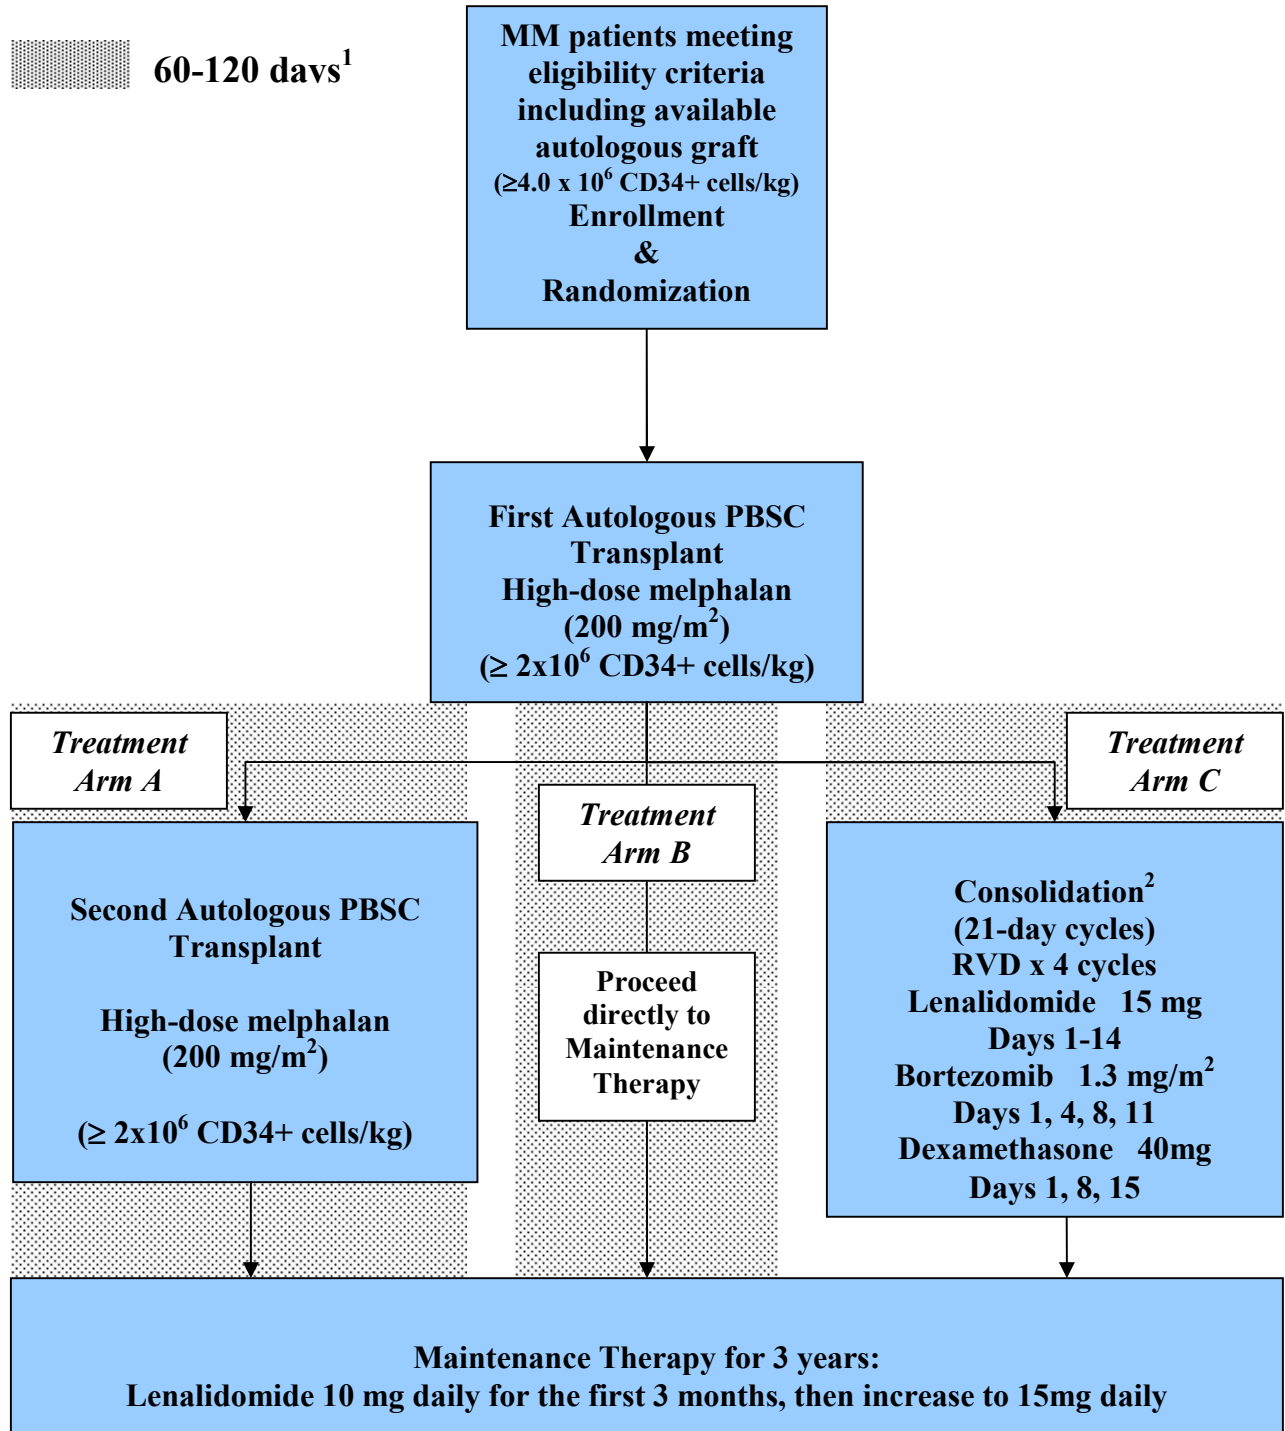 60-120 days¹
MM patients meeting
eligibility criteria
including available
autologous graft
(≥4.0 x 10⁶ CD34+ cells/kg)
Enrollment
&
Randomization
First Autologous PBSC
Transplant
High-dose melphalan
(200 mg/m²)
(≥ 2x10⁶ CD34+ cells/kg)
Treatment
Arm A
Second Autologous PBSC
Transplant
High-dose melphalan
(200 mg/m²)
(≥ 2x10⁶ CD34+ cells/kg)
Treatment
Arm B
Proceed
directly to
Maintenance
Therapy
Treatment
Arm C
Consolidation²
(21-day cycles)
RVD x 4 cycles
Lenalidomide 15 mg
Days 1-14
Bortezomib 1.3 mg/m²
Days 1, 4, 8, 11
Dexamethasone 40mg
Days 1, 8, 15
Maintenance Therapy for 3 years:
Lenalidomide 10 mg daily for the first 3 months, then increase to 15mg daily